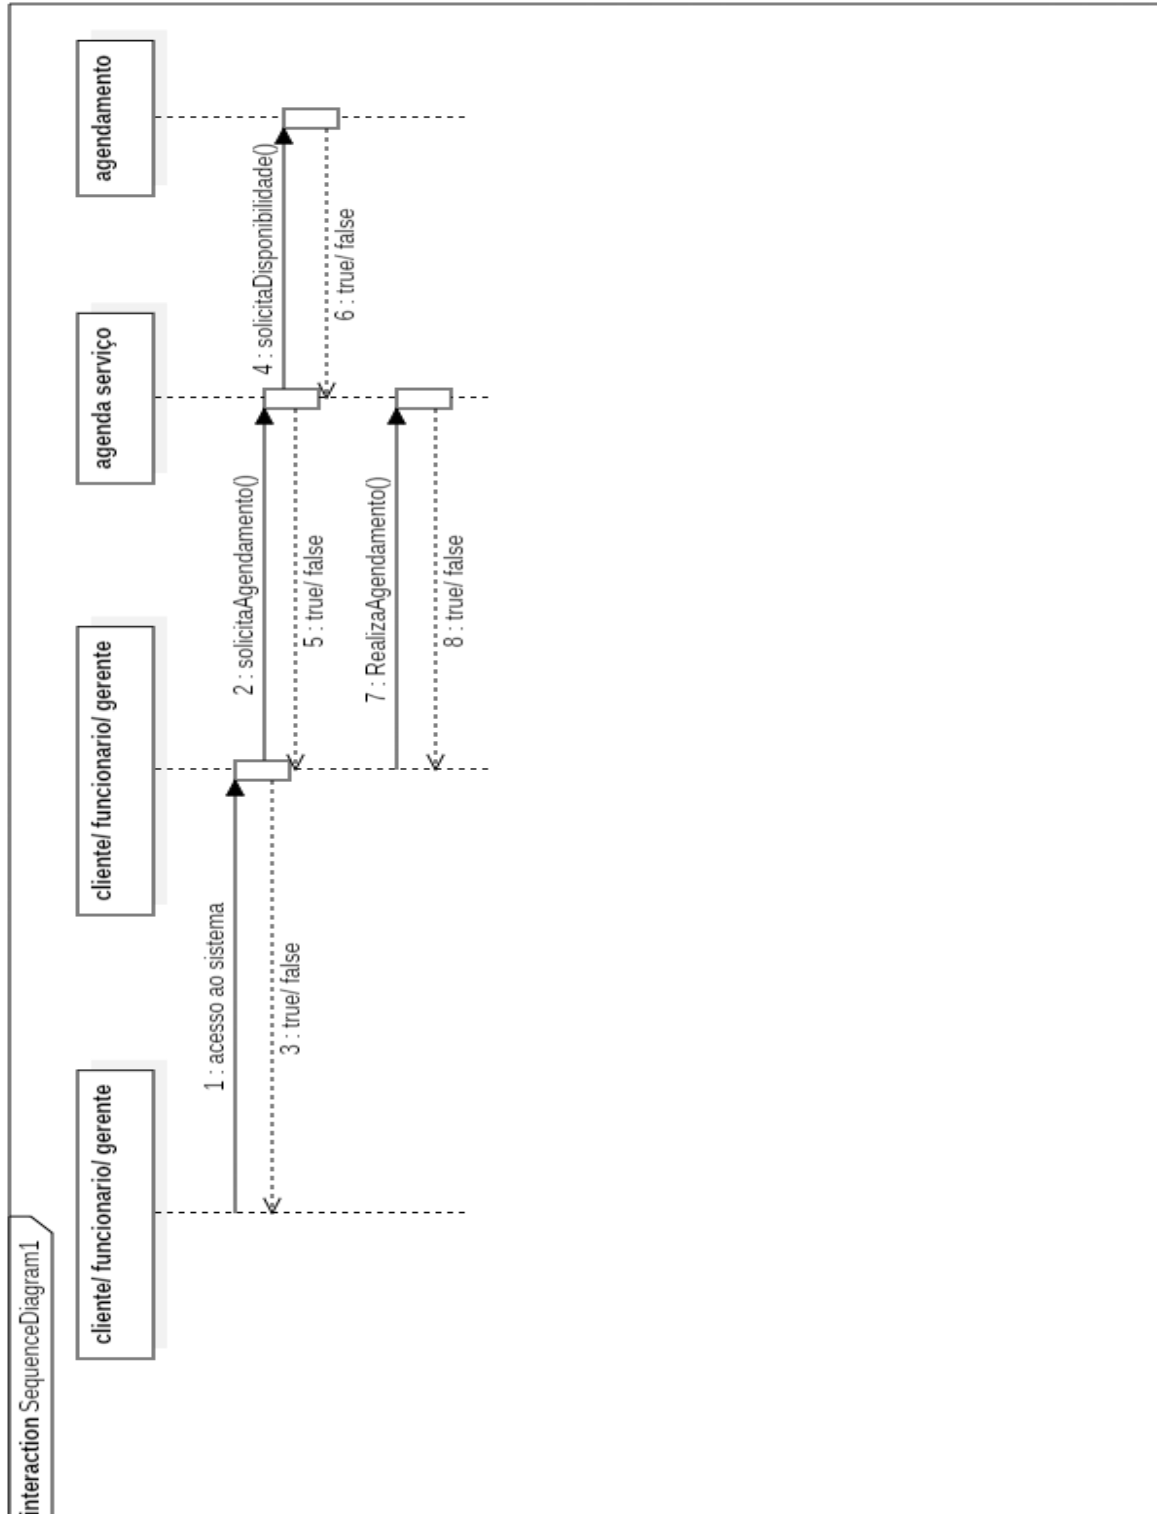 interaction SequenceDiagram1
cliente/ funcionario/ gerente
cliente/ funcionario/ gerente
agenda serviço
agendamento
1 : acesso ao sistema
2 : solicitaAgendamento()
4 : solicitaDisponibilidade()
3 : true/ false
5 : true/ false
6 : true/ false
7 : RealizaAgendamento()
8 : true/ false